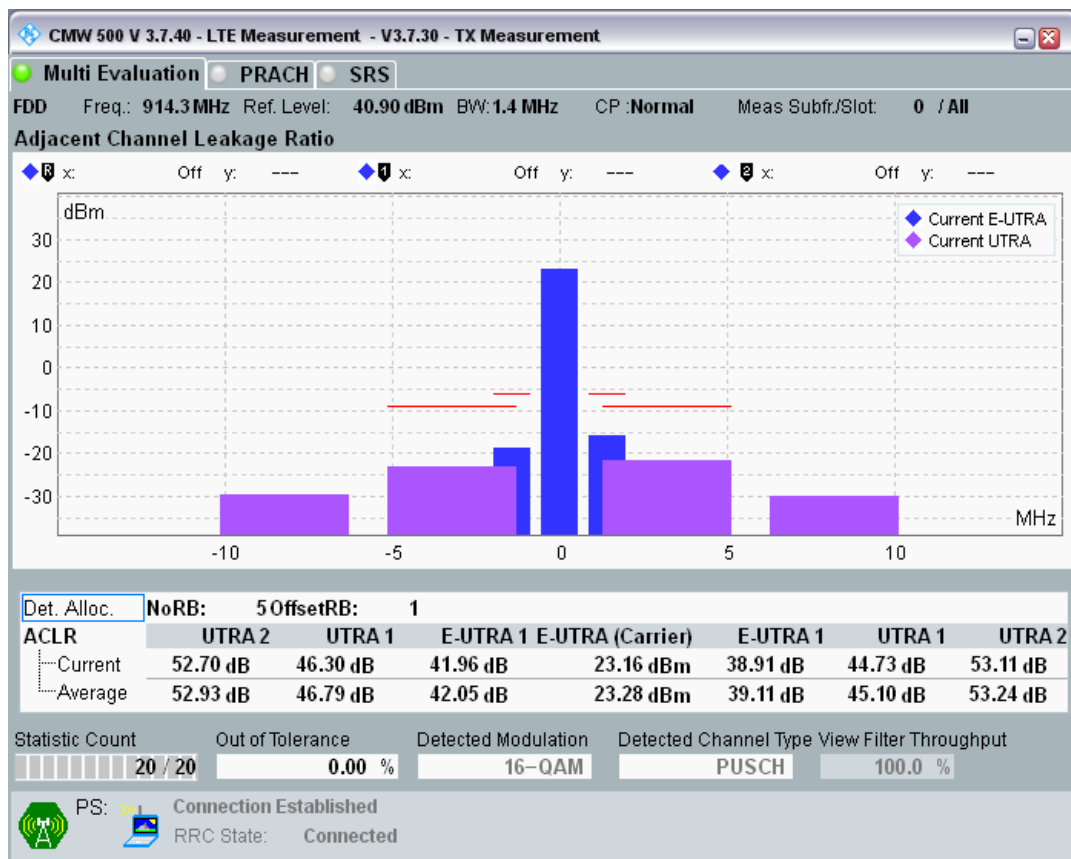 CMW 500 V 3.7.40 - LTE Measurement - V3.7.30 - TX Measurement
Multi Evaluation PRACH SRS
FDD Freq.: 914.3 MHz Ref. Level: 40.90 dBm BW: 1.4 MHz CP :Normal Meas Subfr./Slot: 0 / All
Adjacent Channel Leakage Ratio
R x: Off y: --- 1 x: Off y: --- 2 x: Off y: ---
dBm
Current E-UTRA
Current UTRA
30
20
10
0
-10
-20
-30
MHz
-10 -5 0 5 10
Det. Alloc. NoRB: 5 OffsetRB: 1
ACLR UTRA 2 UTRA 1 E-UTRA 1 E-UTRA (Carrier) E-UTRA 1 UTRA 1 UTRA 2
Current 52.70 dB 46.30 dB 41.96 dB 23.16 dBm 38.91 dB 44.73 dB 53.11 dB
Average 52.93 dB 46.79 dB 42.05 dB 23.28 dBm 39.11 dB 45.10 dB 53.24 dB
Statistic Count Out of Tolerance Detected Modulation Detected Channel Type View Filter Throughput
20 / 20 0.00 % 16-QAM PUSCH 100.0 %
PS: Connection Established
RRC State: Connected